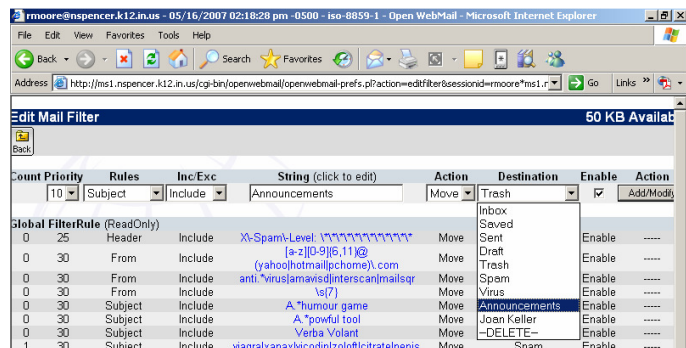 rmoore@nspencer.k12.in.us - 05/16/2007 02:18:28 pm -0500 - iso-8859-1 - Open WebMail - Microsoft Internet Explorer
File Edit View Favorites Tools Help
Back Search Favorites
Address http://ms1.nspencer.k12.in.us/cgi-bin/openwebmail/openwebmail-prefs.pl?action=editfilter&sessionid=rmoore*ms1.r Go Links »
Edit Mail Filter 50 KB Availab
Back
Count Priority Rules Inc/Exc String (click to edit) Action Destination Enable Action
10 Subject Include Announcements Move Trash Add/Modify
Inbox
Saved
Global FilterRule (ReadOnly)
0 25 Header Include X\-Spam\-Level: \*\*\*\*\*\*\*\*\*\* Move Sent Enable -----
0 30 From Include [a-z][0-9]{6,11}@ Move Draft Enable -----
(yahoo|hotmail|pchome)\.com Trash
0 30 From Include anti.*virus|amavisd|interscan|mailsqr Move Spam Enable -----
0 30 From Include \s{7} Move Virus Enable -----
0 30 Subject Include A.*humour game Move Announcements Enable -----
0 30 Subject Include A.*powful tool Move Joan Keller Enable -----
0 30 Subject Include Verba Volant Move --DELETE-- Enable -----
1 30 Subject Include viagra|xanax|vicodin|zoloft|citrate|penis Move Spam Enable -----